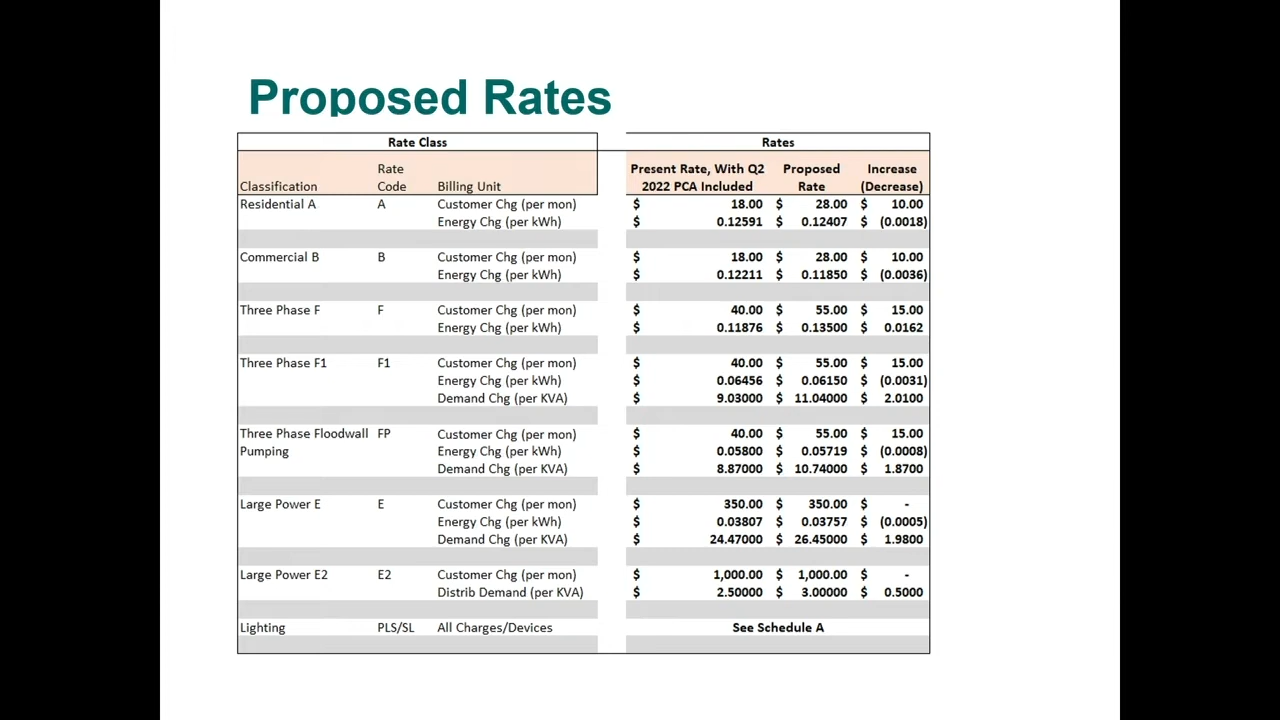 Proposed Rates
Rate Class Rates
Rate Present Rate, With Q2 Proposed Increase
Classification Code Billing Unit 2022 PCA Included Rate (Decrease)
Residential A A Customer Chg (per mon) $ 18.00 $ 28.00 $ 10.00
Energy Chg (per kWh) $ 0.12591 $ 0.12407 $ (0.0018)
Commercial B B Customer Chg (per mon) $ 18.00 $ 28.00 $ 10.00
Energy Chg (per kWh) $ 0.12211 $ 0.11850 $ (0.0036)
Three Phase F F Customer Chg (per mon) $ 40.00 $ 55.00 $ 15.00
Energy Chg (per kWh) $ 0.11876 $ 0.13500 $ 0.0162
Three Phase F1 F1 Customer Chg (per mon) $ 40.00 $ 55.00 $ 15.00
Energy Chg (per kWh) $ 0.06456 $ 0.06150 $ (0.0031)
Demand Chg (per KVA) $ 9.03000 $ 11.04000 $ 2.0100
Three Phase Floodwall FP Customer Chg (per mon) $ 40.00 $ 55.00 $ 15.00
Pumping Energy Chg (per kWh) $ 0.05800 $ 0.05719 $ (0.0008)
Demand Chg (per KVA) $ 8.87000 $ 10.74000 $ 1.8700
Large Power E E Customer Chg (per mon) $ 350.00 $ 350.00 $ -
Energy Chg (per kWh) $ 0.03807 $ 0.03757 $ (0.0005)
Demand Chg (per KVA) $ 24.47000 $ 26.45000 $ 1.9800
Large Power E2 E2 Customer Chg (per mon) $ 1,000.00 $ 1,000.00 $ -
Distrib Demand (per KVA) $ 2.50000 $ 3.00000 $ 0.5000
Lighting PLS/SL All Charges/Devices See Schedule A